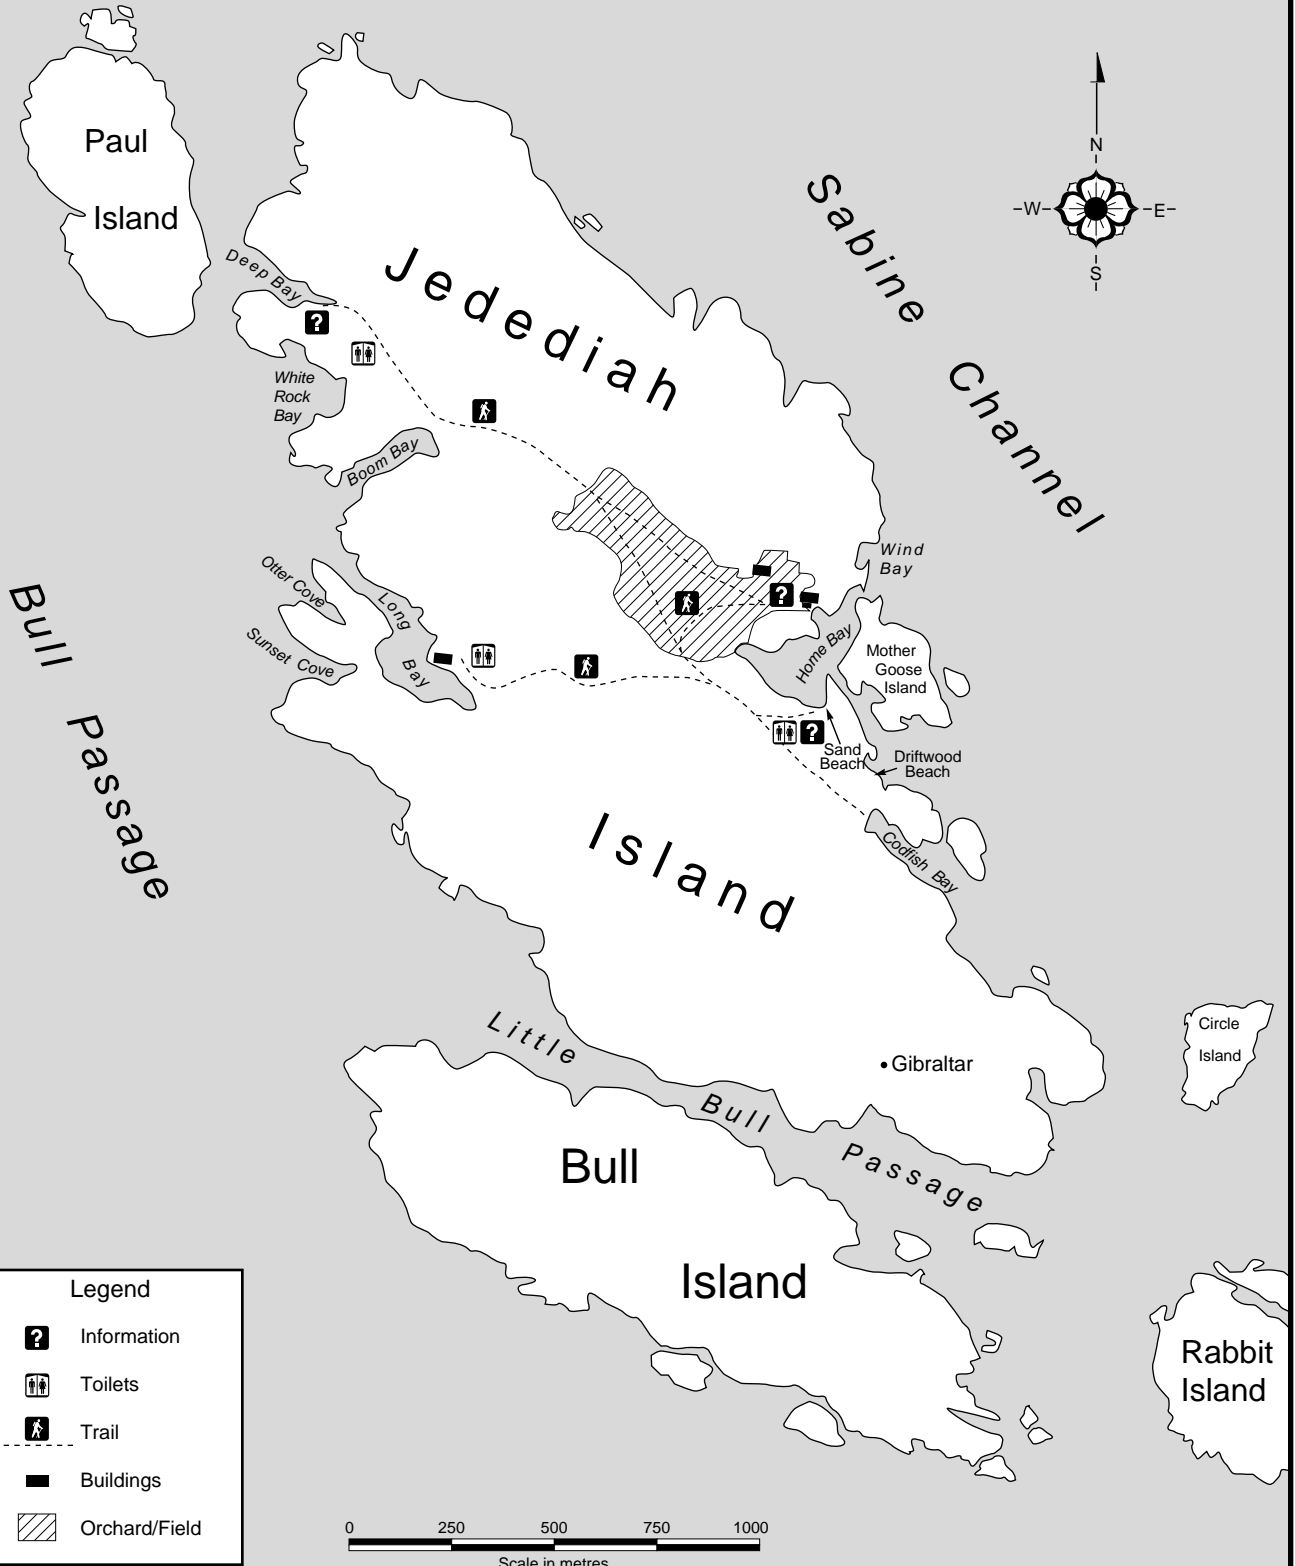 Paul
Island
Sabine
Channel
N
W
E
S
Deep Bay
Jedediah
White
Rock
Bay
Boom Bay
Wind
Bay
Otter Cove
Long
Bay
Sunset Cove
Home Bay
Mother
Goose
Island
Bull
Passage
Sand
Beach
Driftwood
Beach
Island
Codfish Bay
Little
Bull
Passage
Gibraltar
Circle
Island
Bull
Island
Rabbit
Island
Legend
? Information
Toilets
Trail
Buildings
Orchard/Field
0 250 500 750 1000
Scale in metres
?
?
?